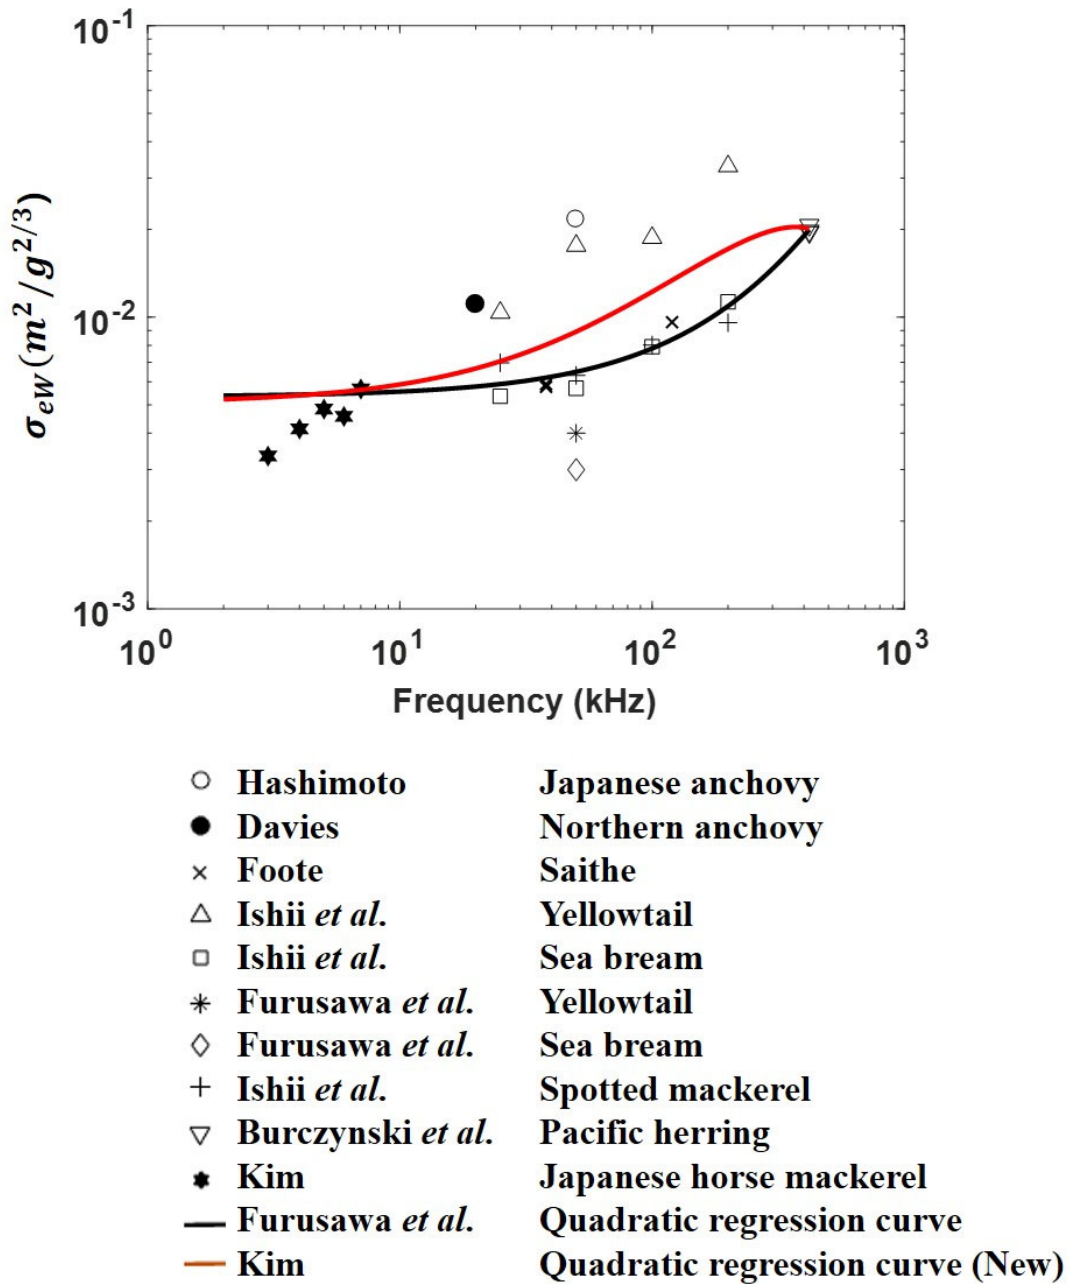 10^-1
10^-2
10^-3
σ_eW(m^2/g^2/3)
10^0 10^1 10^2 10^3
Frequency (kHz)
Hashimoto Japanese anchovy
Davies Northern anchovy
Foote Saithe
Ishii et al. Yellowtail
Ishii et al. Sea bream
Furusawa et al. Yellowtail
Furusawa et al. Sea bream
Ishii et al. Spotted mackerel
Burczynski et al. Pacific herring
Kim Japanese horse mackerel
Furusawa et al. Quadratic regression curve
Kim Quadratic regression curve (New)